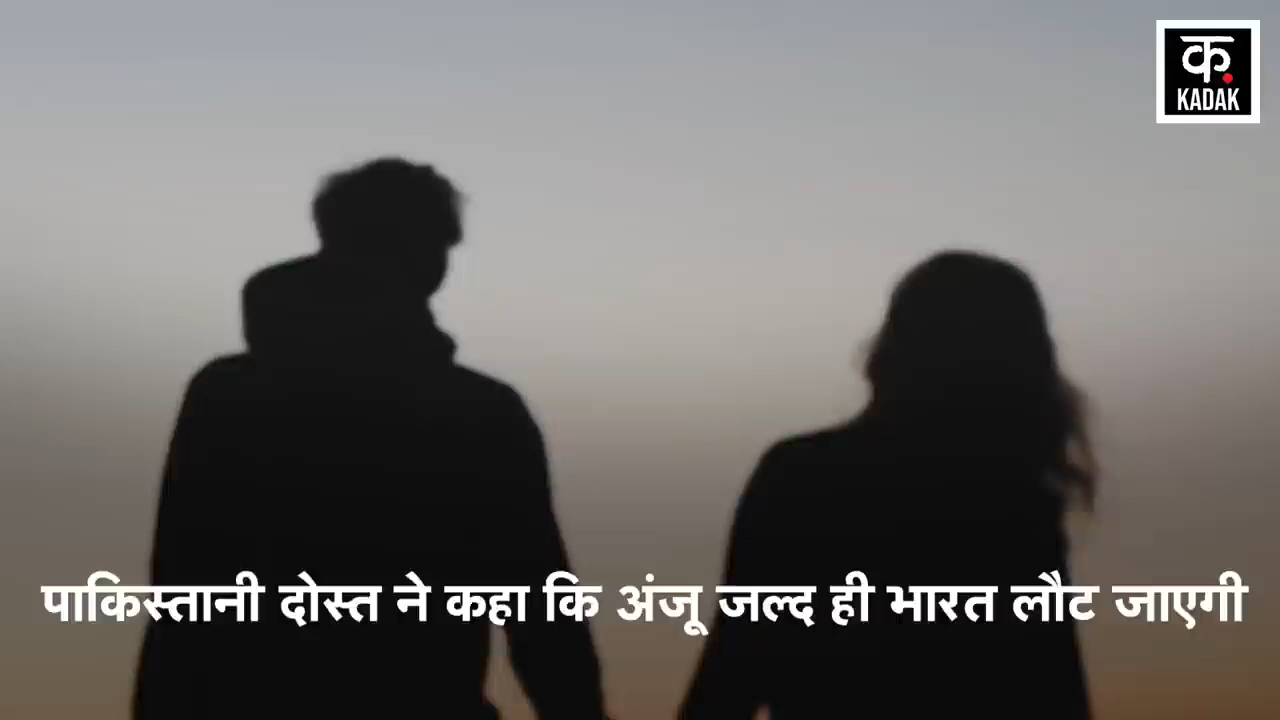 क.
KADAK
पाकिस्तानी दोस्त ने कहा कि अंजू जल्द ही भारत लौट जाएगी